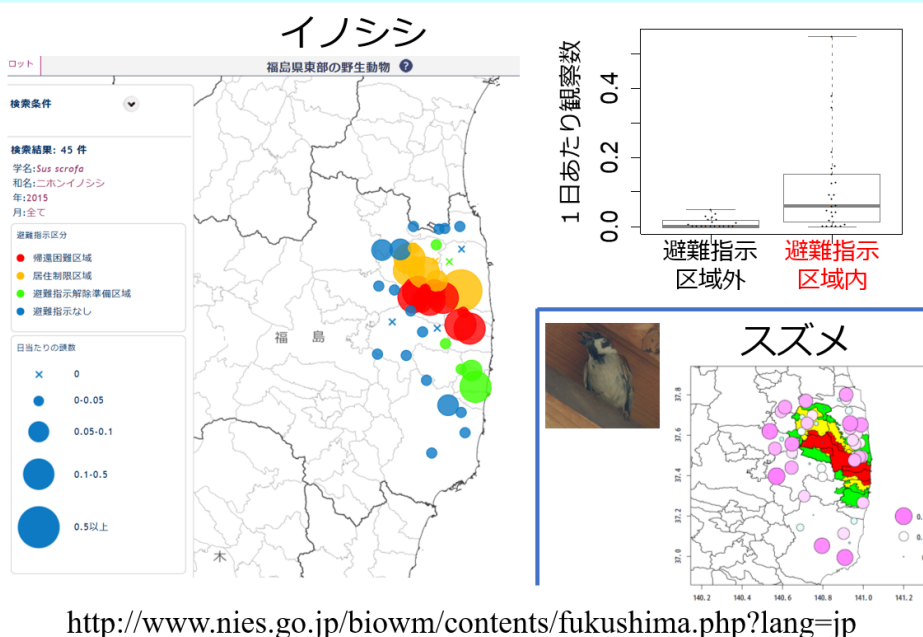 イノシシ
ロット
福島県東部の野生動物 ?
検索条件
検索結果: 45 件
学名:Sus scrofa
和名:ニホンイノシシ
年:2015
月:全て
避難指示区分
帰還困難区域
居住制限区域
避難指示解除準備区域
避難指示なし
日当たりの頭数
× 0
0-0.05
0.05-0.1
0.1-0.5
0.5以上
福 島
木
1日あたり観察数
0.4
0.2
0.0
避難指示
区域外
避難指示
区域内
スズメ
37.8
37.6
37.4
37.2
37.0
140.2 140.4 140.6 140.8 141.0 141.2
0.
0.
http://www.nies.go.jp/biowm/contents/fukushima.php?lang=jp